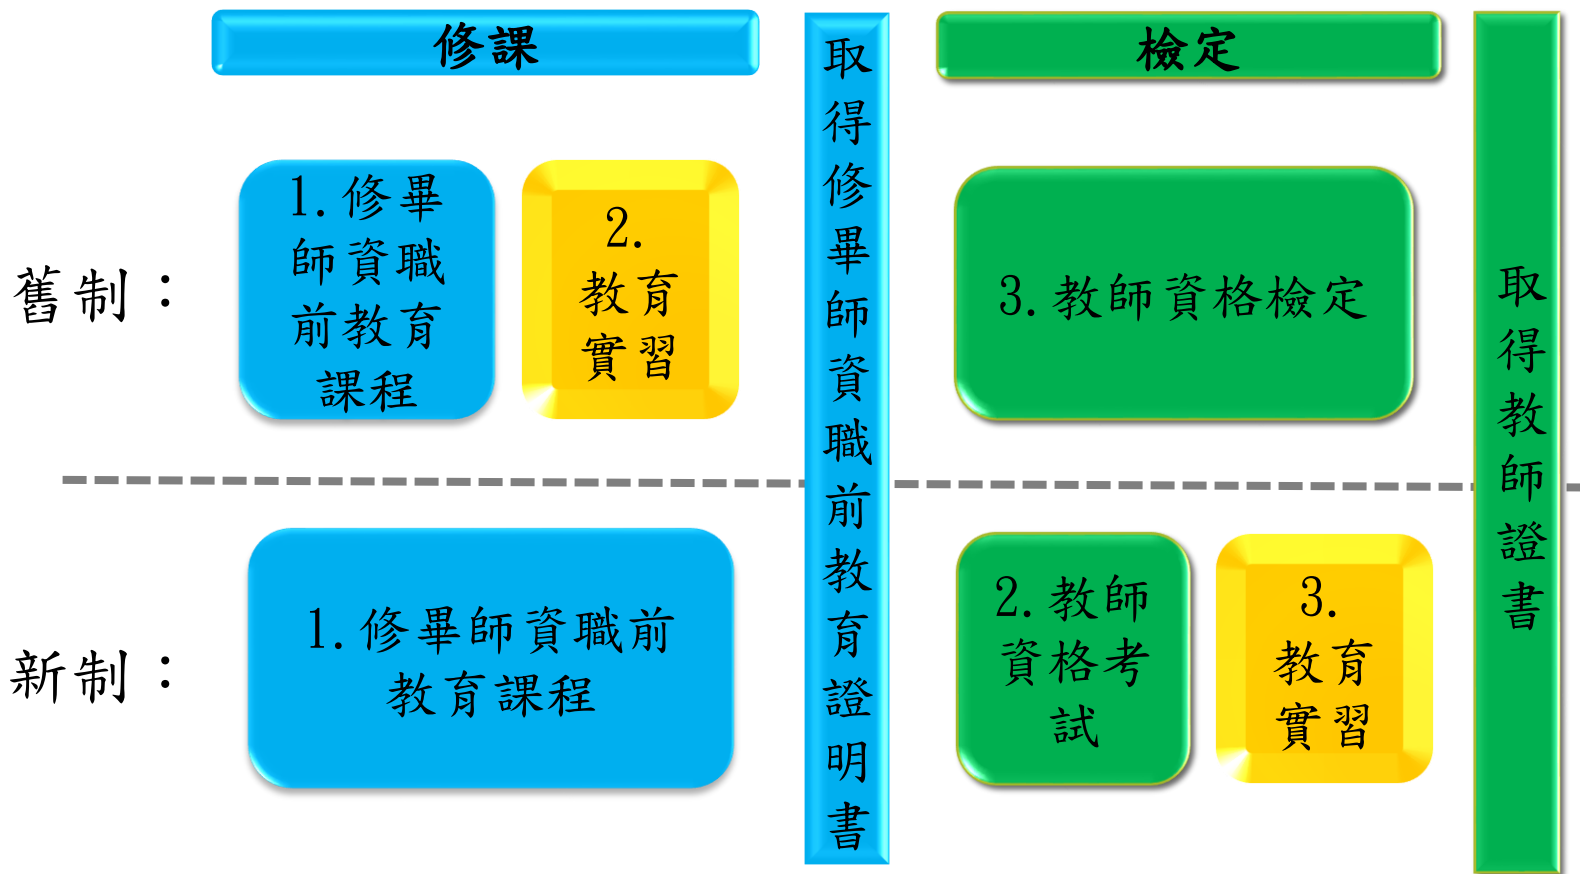 修課
檢定
取得修畢師資職前教育證明書
取得教師證書
舊制：
1.修畢
師資職
前教育
課程
2.
教育
實習
3.教師資格檢定
新制：
1.修畢師資職前
教育課程
2.教師
資格考
試
3.
教育
實習